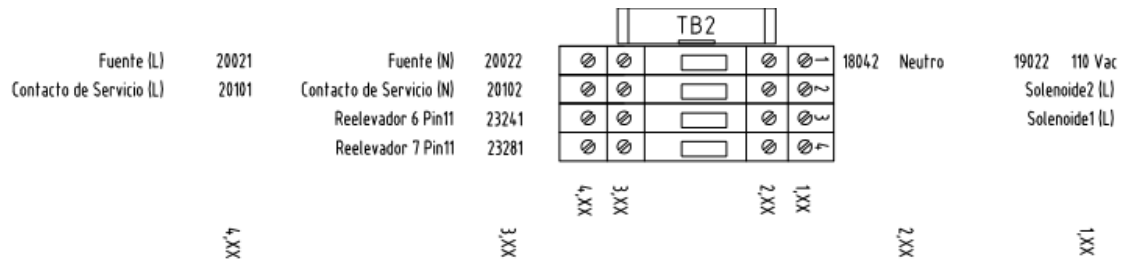 TB2
Fuente (L) 20021 Fuente (N) 20022 1 18042 Neutro 19022 110 Vac
Contacto de Servicio (L) 20101 Contacto de Servicio (N) 20102 2 Solenoide2 (L)
Reelevador 6 Pin11 23241 3 Solenoide1 (L)
Reelevador 7 Pin11 23281 4
4,XX 3,XX 2,XX 1,XX
4,XX 3,XX 2,XX 1,XX